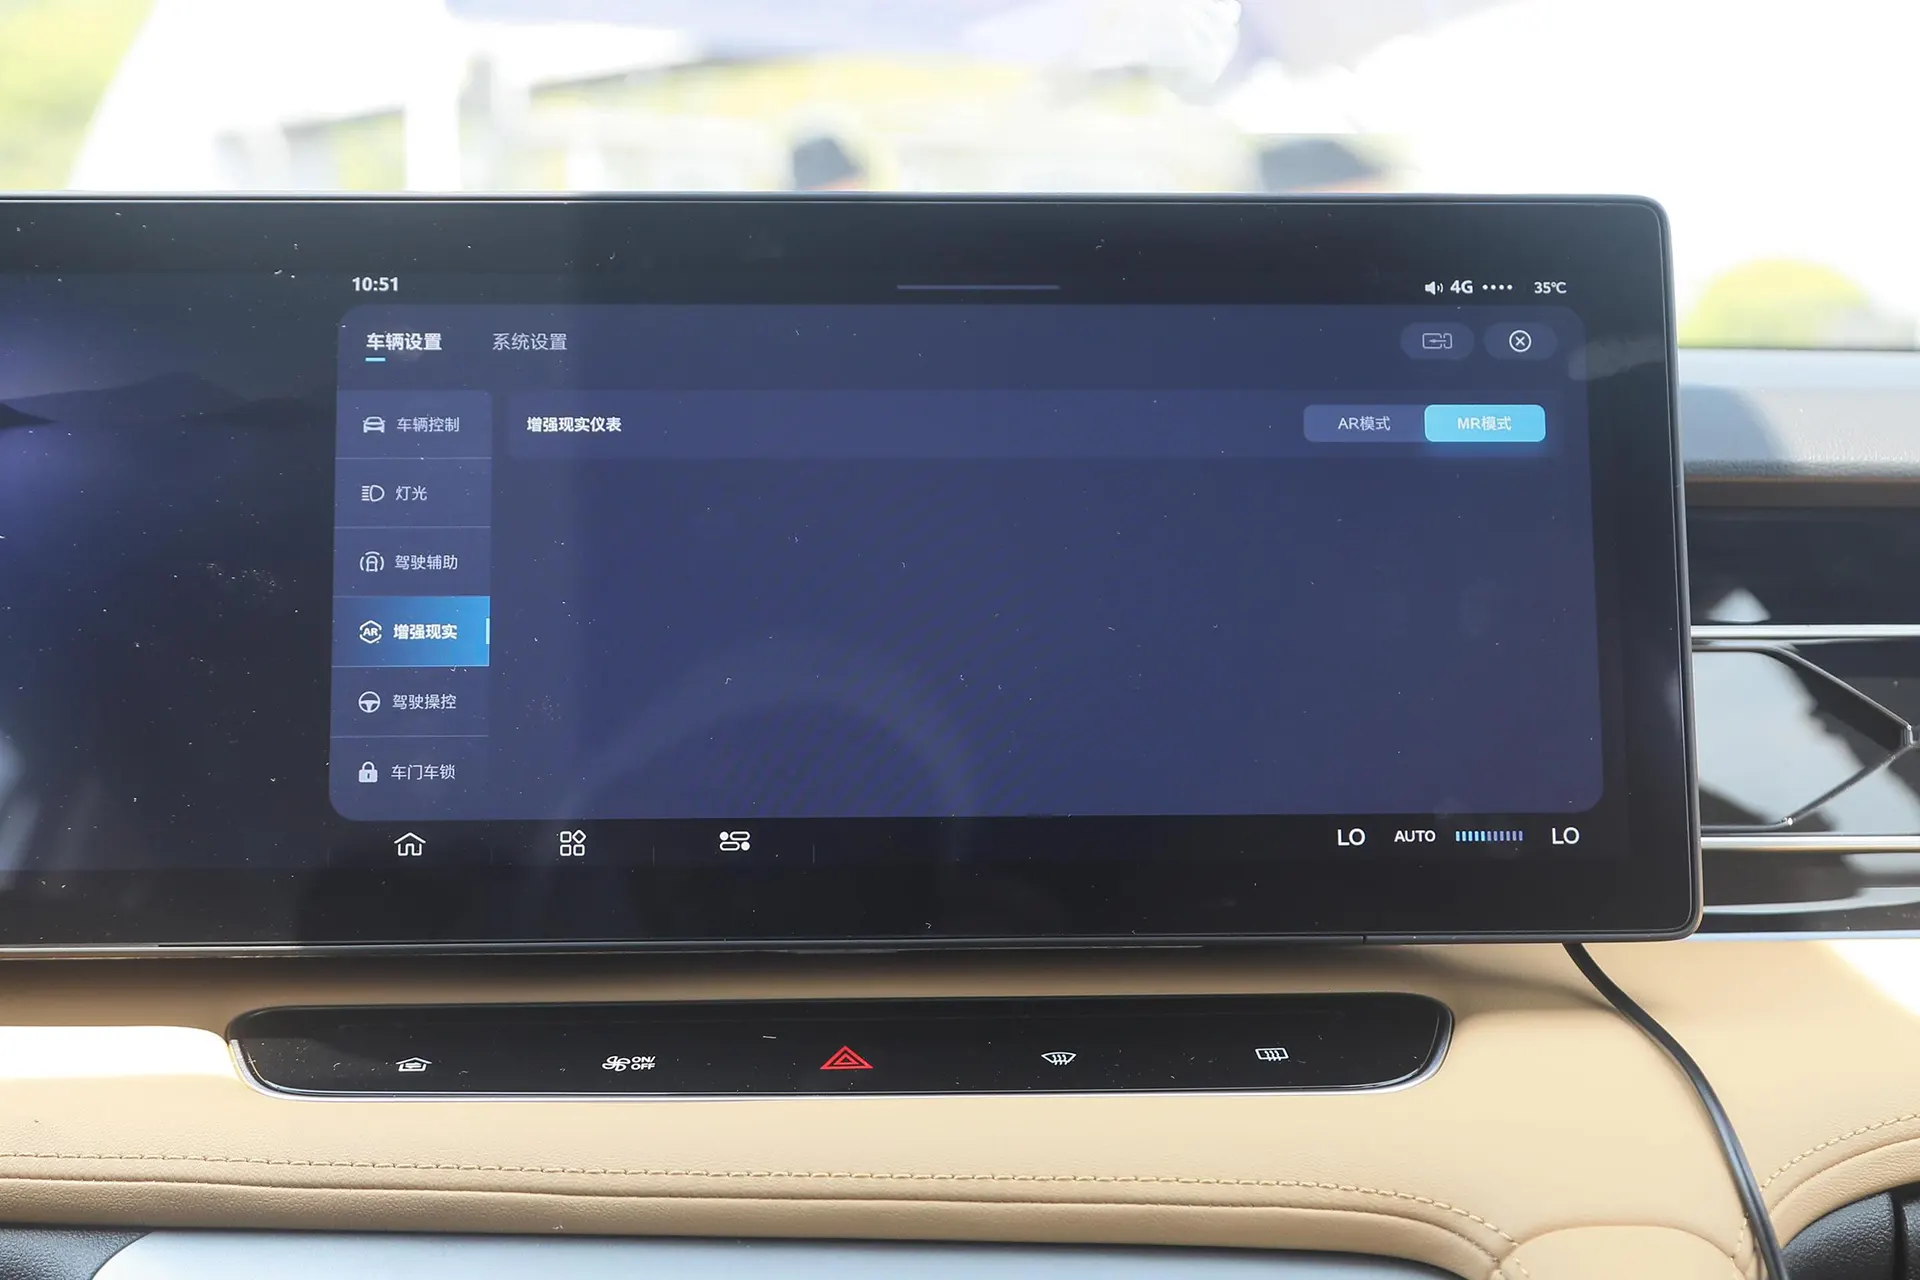 10:51
4G
35℃
车辆设置
系统设置
车辆控制
增强现实仪表
AR模式
MR模式
灯光
驾驶辅助
AR
增强现实
驾驶操控
车门车锁
LO
AUTO
LO
ON/
OFF